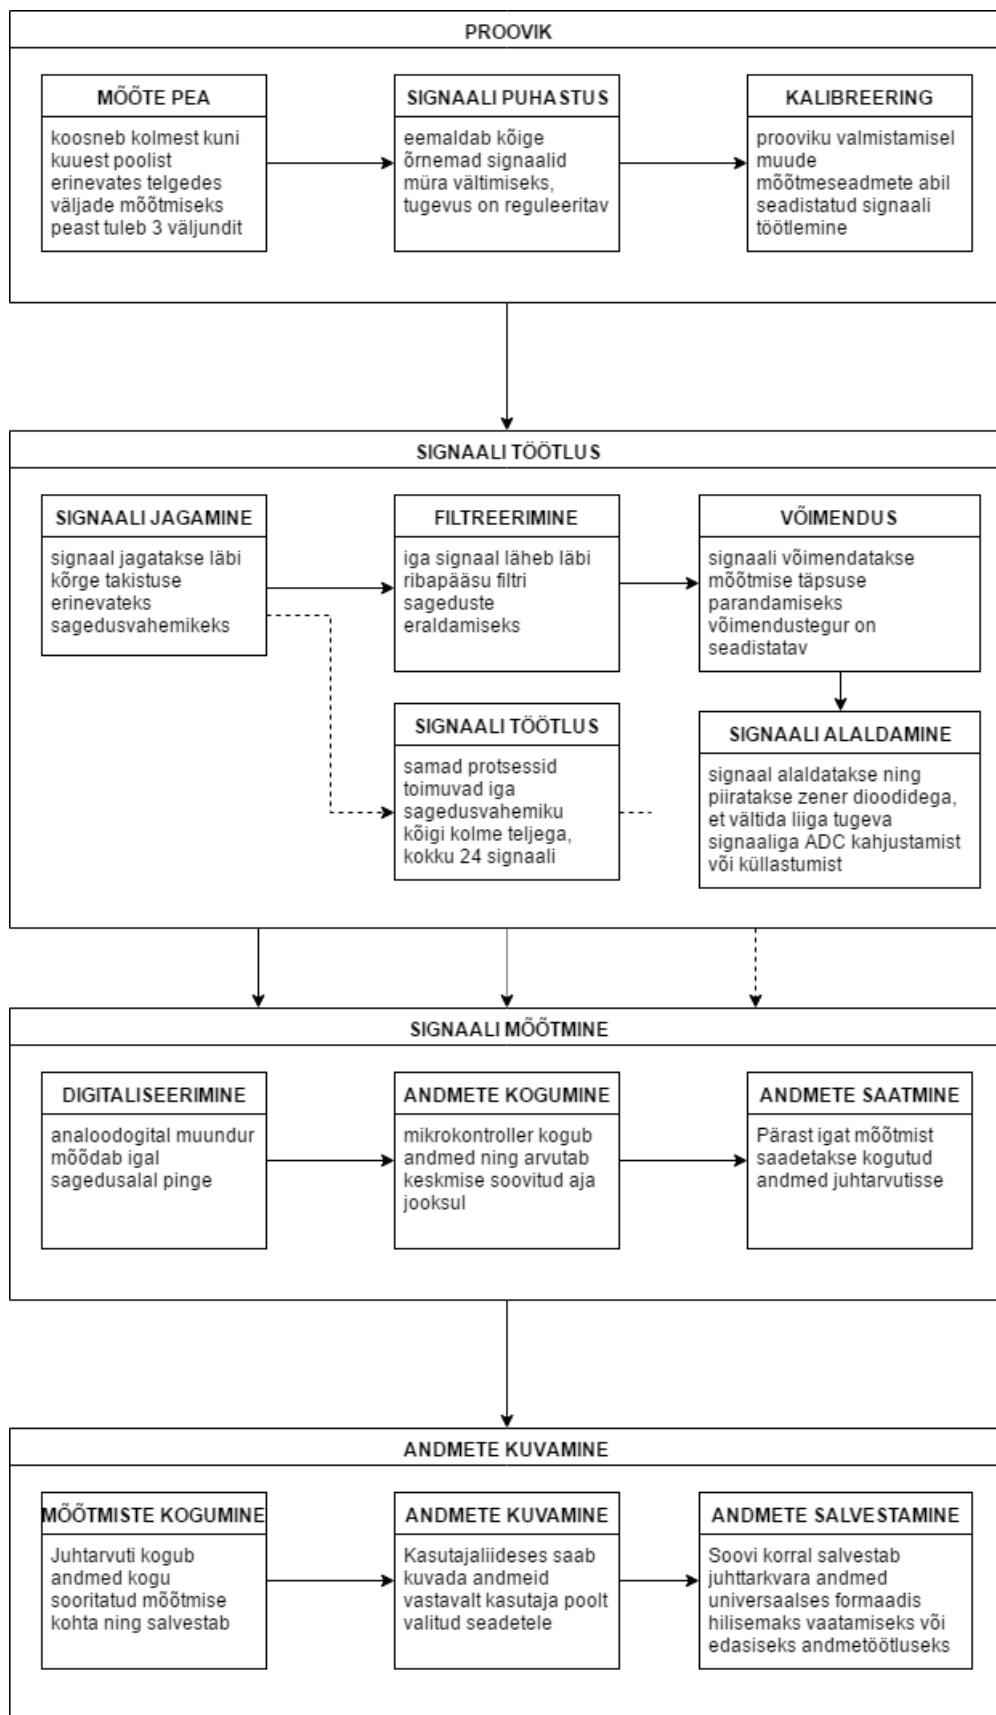 PROOVIK
MÕÕTE PEA
koosneb kolmest kuni
kuuest poolist
erinevates telgedes
väljade mõõtmiseks
peast tuleb 3 väljundit
SIGNAALI PUHASTUS
eemaldab kõige
õrnemad signaalid
müra vältimiseks,
tugevus on reguleeritav
KALIBREERING
prooviku valmistamisel
muude
mõõtmeseadmete abil
seadistatud signaali
töötlemine
SIGNAALI TÖÖTLUS
SIGNAALI JAGAMINE
signaal jagatakse läbi
kõrge takistuse
erinevateks
sagedusvahemikeks
FILTREERIMINE
iga signaal läheb läbi
ribapääsu filtri
sageduste
eraldamiseks
VÕIMENDUS
signaali võimendatakse
mõõtmise täpsuse
parandamiseks
võimendustegur on
seadistatav
SIGNAALI TÖÖTLUS
samad protsessid
toimuvad iga
sagedusvahemiku
kõigi kolme teljega,
kokku 24 signaali
SIGNAALI ALALDAMINE
signaal alaldatakse ning
piiratakse zener dioodidega,
et vältida liiga tugeva
signaaliga ADC kahjustamist
või küllastumist
SIGNAALI MÕÕTMINE
DIGITALISEERIMINE
analoodogital muundur
mõõdab igal
sagedusalal pinge
ANDMETE KOGUMINE
mikrokontroller kogub
andmed ning arvutab
keskmise soovitud aja
jooksul
ANDMETE SAATMINE
Pärast igat mõõtmist
saadetakse kogutud
andmed juhtarvutisse
ANDMETE KUVAMINE
MÕÕTMISTE KOGUMINE
Juhtarvuti kogub
andmed kogu
sooritatud mõõtmise
kohta ning salvestab
ANDMETE KUVAMINE
Kasutajaliideses saab
kuvada andmeid
vastavalt kasutaja poolt
valitud seadetele
ANDMETE SALVESTAMINE
Soovi korral salvestab
juhttarkvara andmed
universaalses formaadis
hilisemaks vaatamiseks või
edasiseks andmetöötluseks